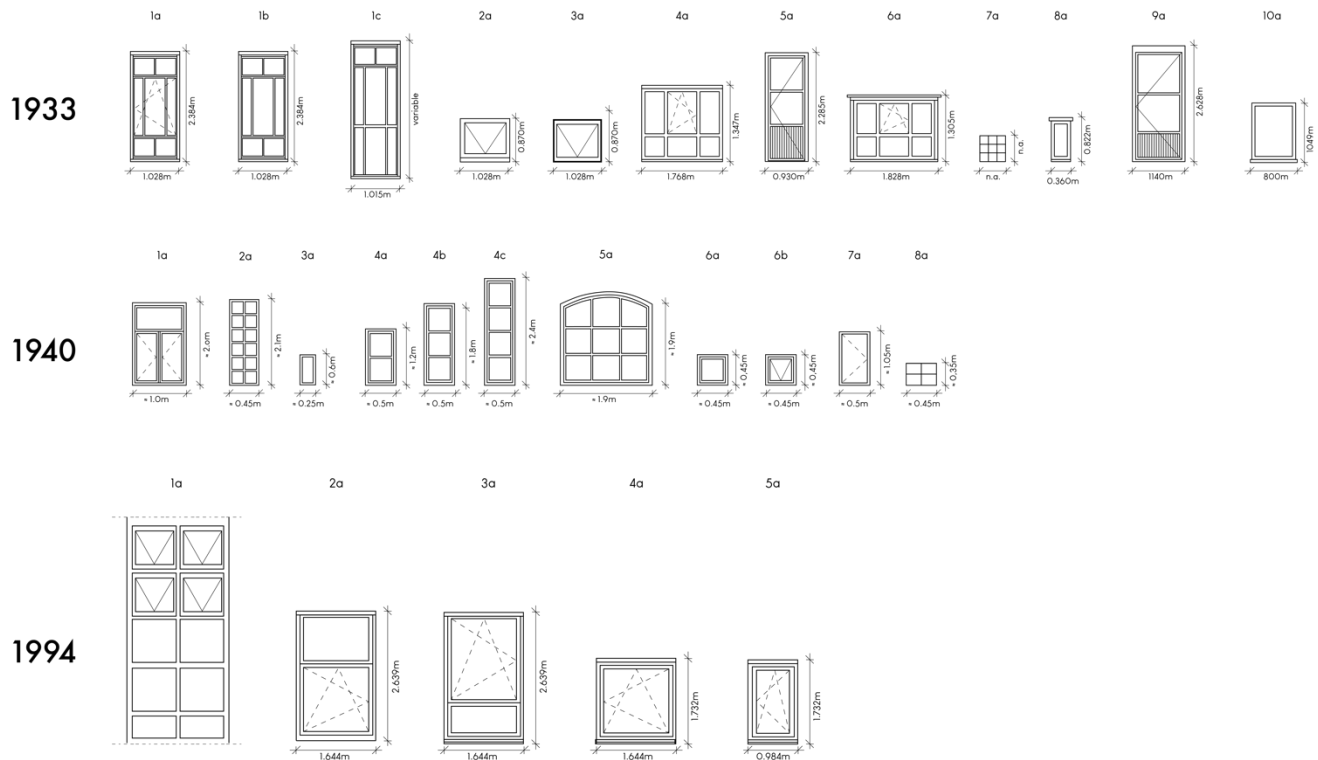 1a 1b 1c 2a 3a 4a 5a 6a 7a 8a 9a 10a
1933
2.384m 2.384m variable 0.870m 0.870m 1.347m 2.285m 1.305m n.a. 0.822m 2.628m 1049m
1.028m 1.028m 1.015m 1.028m 1.028m 1.768m 0.930m 1.828m n.a. 0.360m 1140m 800m
1a 2a 3a 4a 4b 4c 5a 6a 6b 7a 8a
1940
≈ 2.0m ≈ 2.1m ≈ 0.6m ≈ 1.2m ≈ 1.8m ≈ 2.4m ≈ 1.9m ≈ 0.45m ≈ 0.45m ≈ 1.05m ≈ 0.35m
≈ 1.0m ≈ 0.45m ≈ 0.25m ≈ 0.5m ≈ 0.5m ≈ 0.5m ≈ 1.9m ≈ 0.45m ≈ 0.45m ≈ 0.5m ≈ 0.45m
1a 2a 3a 4a 5a
1994
2.639m 2.639m 1.732m 1.732m
1.644m 1.644m 1.644m 0.984m